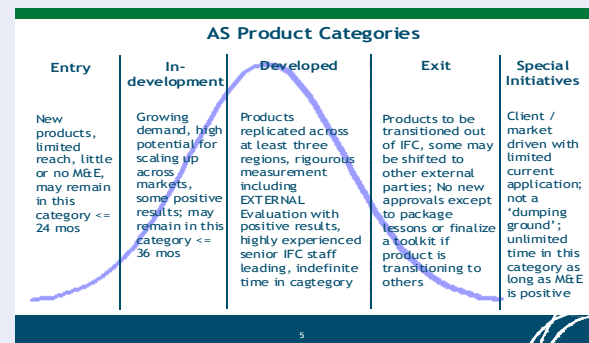 AS Product Categories
Entry
In-
development
Developed
Exit
Special
Initiatives
New
products,
limited
reach, little
or no M&E,
may remain
in this
category <=
24 mos
Growing
demand, high
potential for
scaling up
across
markets,
some positive
results; may
remain in this
category <=
36 mos
Products
replicated across
at least three
regions, rigourous
measurement
including
EXTERNAL
Evaluation with
positive results,
highly experienced
senior IFC staff
leading, indefinite
time in cagtegory
Products to be
transitioned out
of IFC, some may
be shifted to
other external
parties; No new
approvals except
to package
lessons or finalize
a toolkit if
product is
transitioning to
others
Client /
market
driven with
limited
current
application;
not a
‘dumping
ground’;
unlimited
time in this
category as
long as M&E
is positive
5